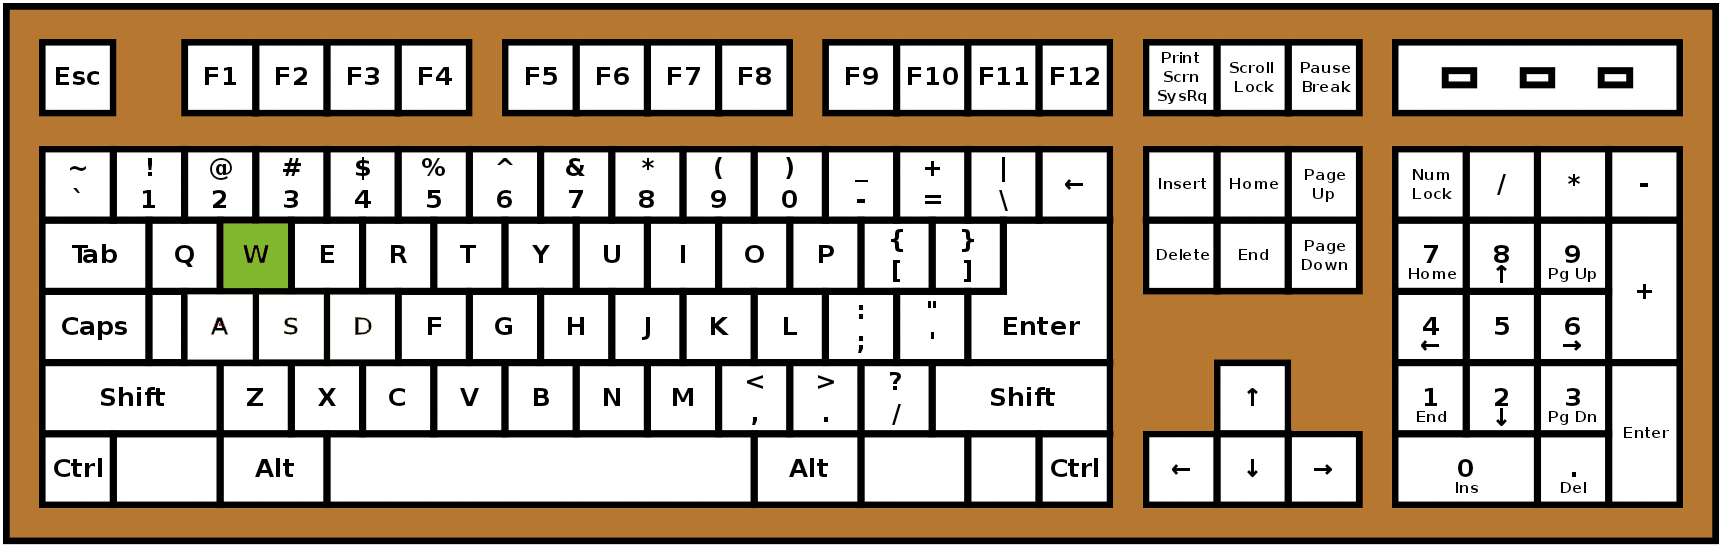 Esc F1 F2 F3 F4 F5 F6 F7 F8 F9 F10 F11 F12
Print
Scrn
SysRq
Scroll
Lock
Pause
Break
~ ! @ # $ % ^ & * ( ) _ + |
` 1 2 3 4 5 6 7 8 9 0 - = \ ←
Insert Home
Page
Up
Num
Lock
/ * -
Tab Q W E R T Y U I O P
{ }
[ ]
Delete End
Page
Down
7 8 9
Home ↑ Pg Up
+
Caps A S D F G H J K L
: "
; '
Enter
4 5 6
← →
Shift Z X C V B N M
< > ?
, . /
Shift
↑
1 2 3
End ↓ Pg Dn
Enter
Ctrl Alt Alt Ctrl
← ↓ →
0 .
Ins Del